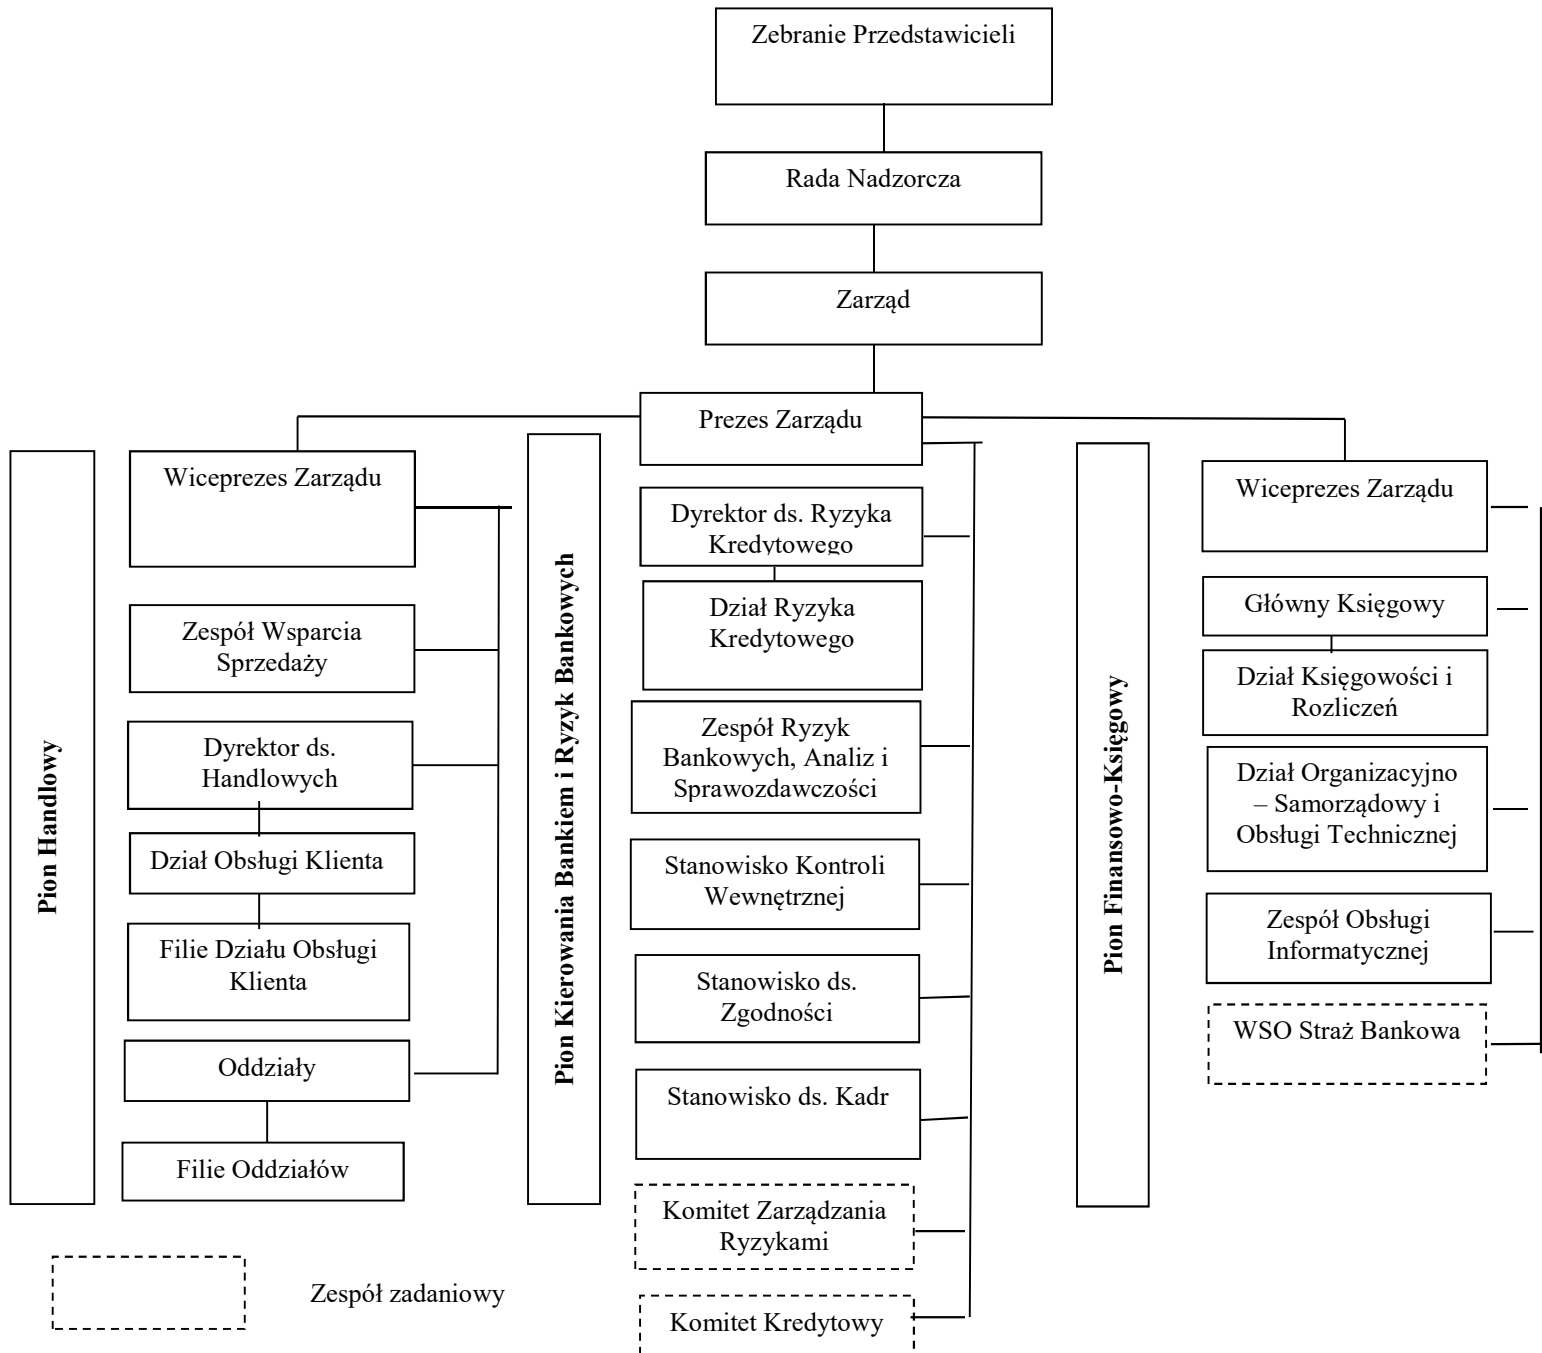 Zebranie Przedstawicieli
Rada Nadzorcza
Zarząd
Prezes Zarządu
Pion Handlowy
Wiceprezes Zarządu
Zespół Wsparcia
Sprzedaży
Dyrektor ds.
Handlowych
Dział Obsługi Klienta
Filie Działu Obsługi
Klienta
Oddziały
Filie Oddziałów
Pion Kierowania Bankiem i Ryzyk Bankowych
Dyrektor ds. Ryzyka
Kredytowego
Dział Ryzyka
Kredytowego
Zespół Ryzyk
Bankowych, Analiz i
Sprawozdawczości
Stanowisko Kontroli
Wewnętrznej
Stanowisko ds.
Zgodności
Stanowisko ds. Kadr
Komitet Zarządzania
Ryzykami
Komitet Kredytowy
Pion Finansowo-Księgowy
Wiceprezes Zarządu
Główny Księgowy
Dział Księgowości i
Rozliczeń
Dział Organizacyjno
– Samorządowy i
Obsługi Technicznej
Zespół Obsługi
Informatycznej
WSO Straż Bankowa
Zespół zadaniowy